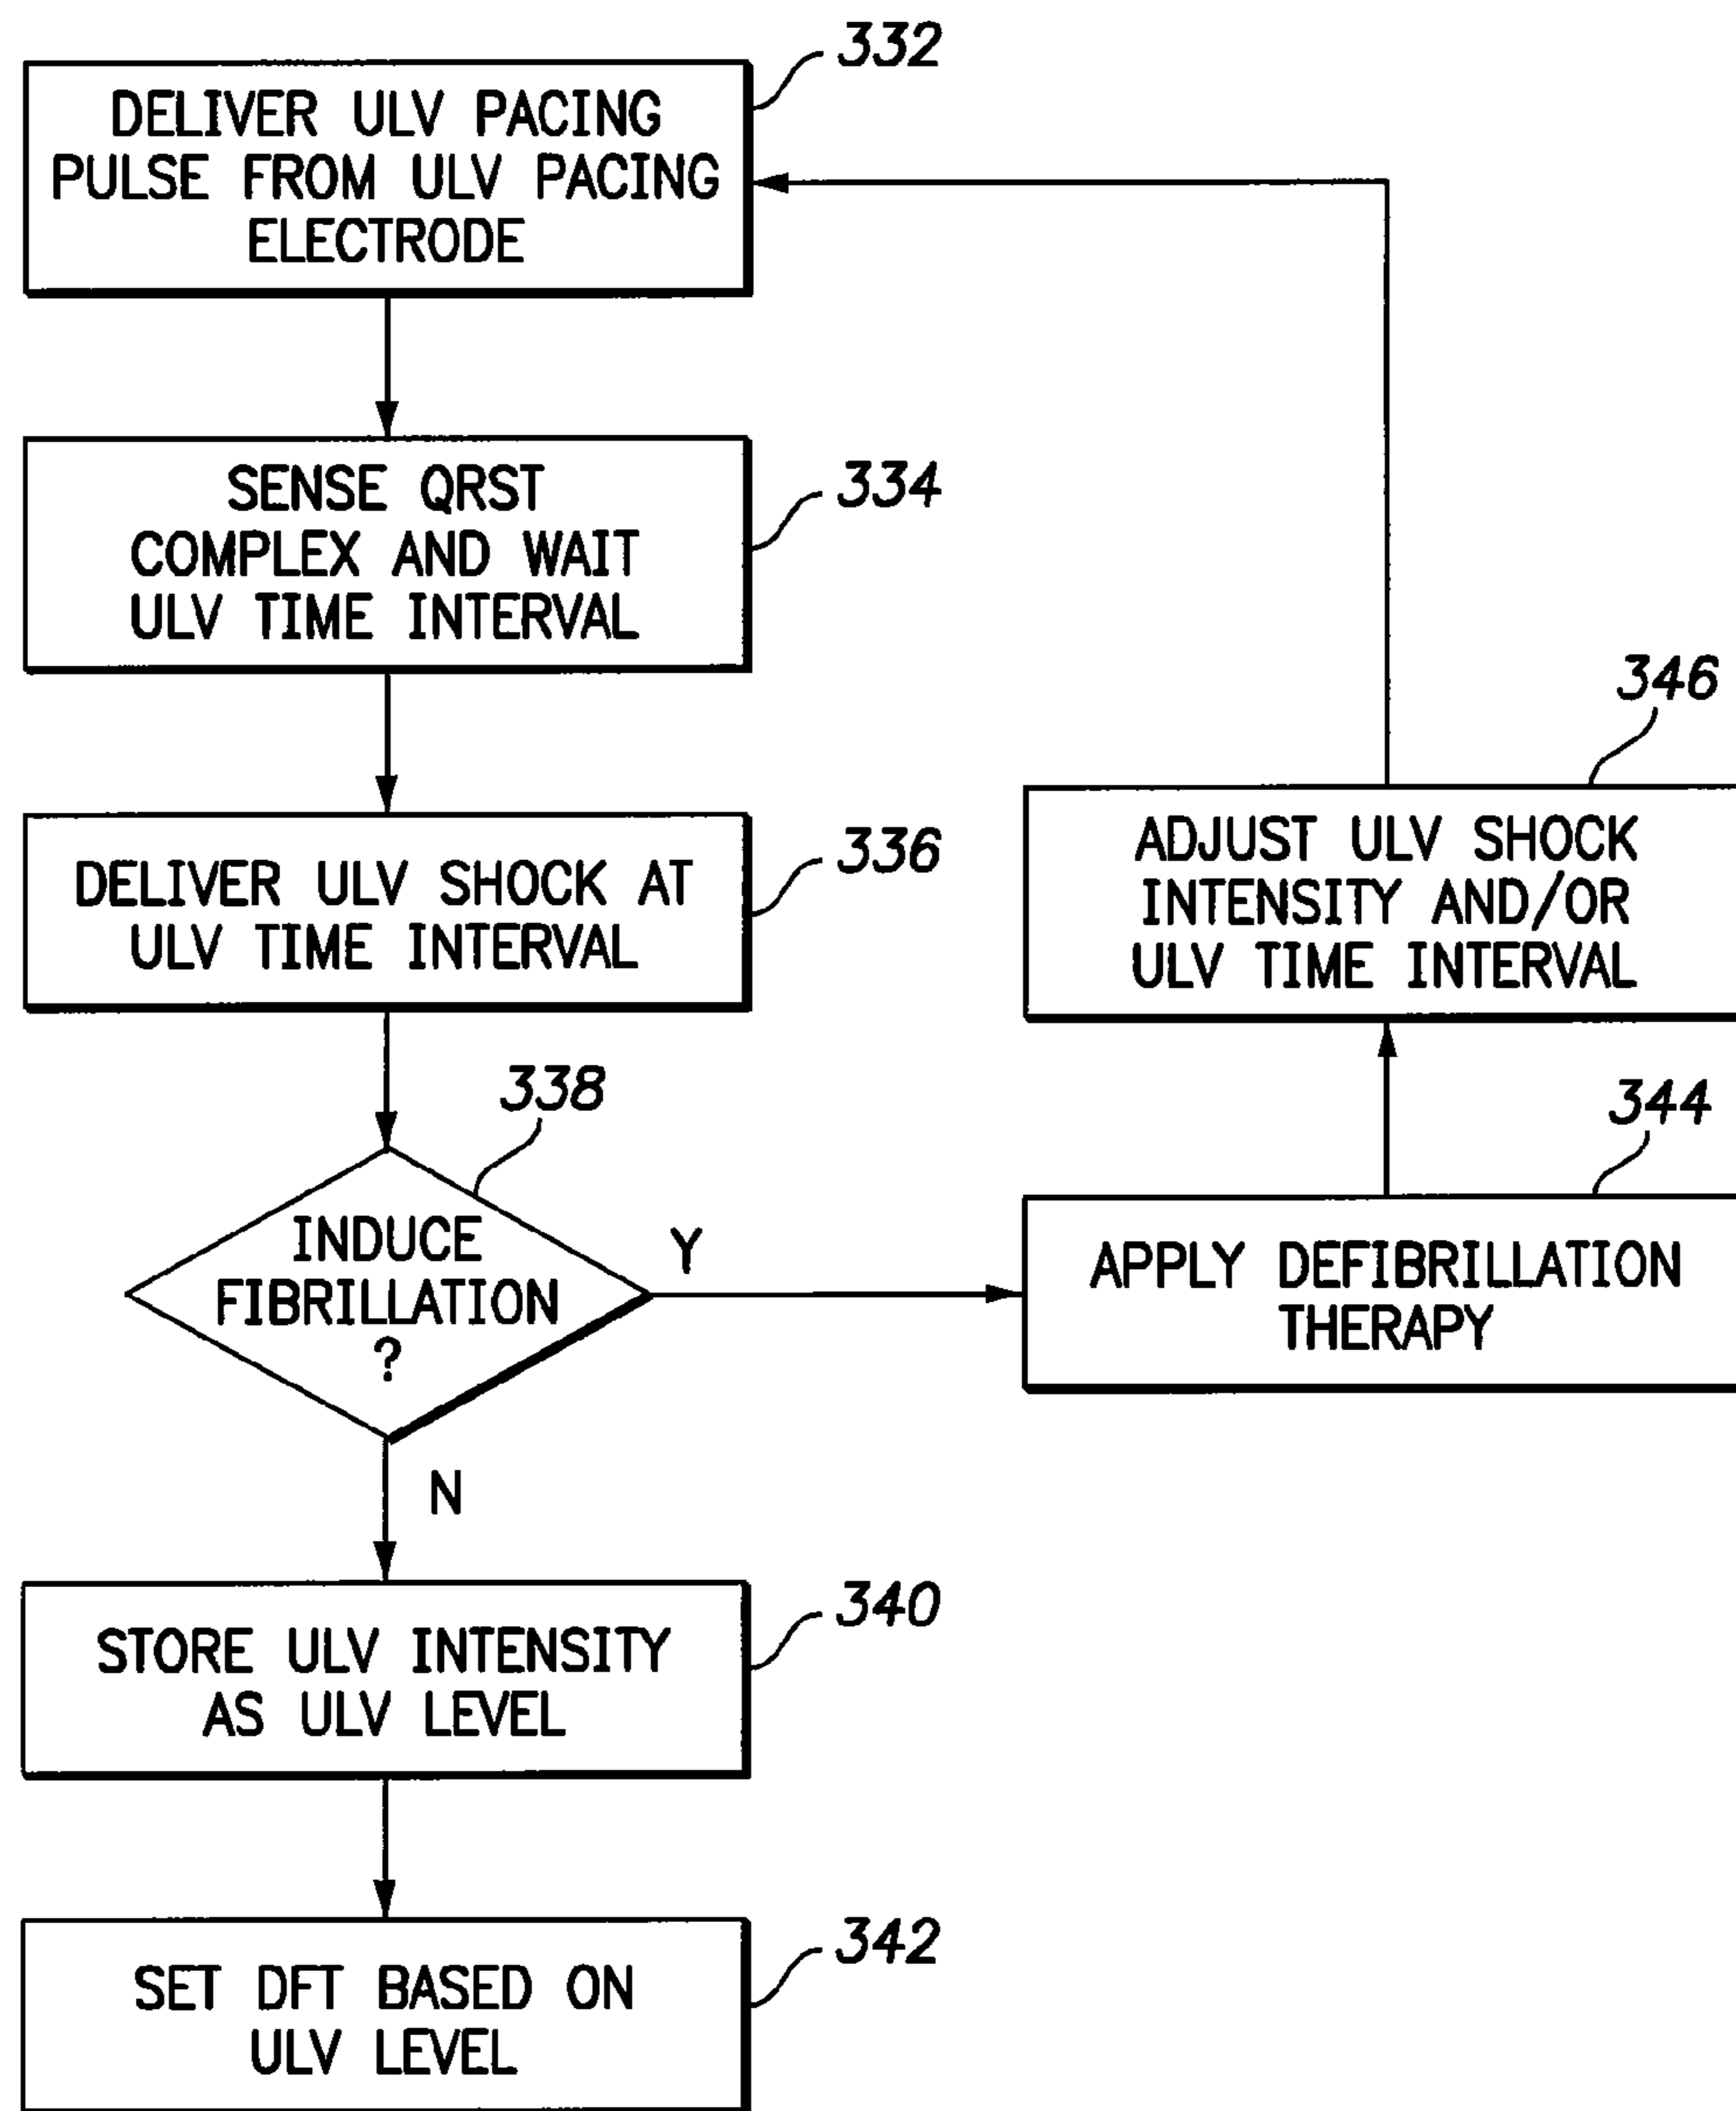 332
DELIVER ULV PACING
PULSE FROM ULV PACING
ELECTRODE
334
SENSE QRST
COMPLEX AND WAIT
ULV TIME INTERVAL
336
DELIVER ULV SHOCK AT
ULV TIME INTERVAL
338
INDUCE
FIBRILLATION
?
Y
N
340
STORE ULV INTENSITY
AS ULV LEVEL
342
SET DFT BASED ON
ULV LEVEL
344
APPLY DEFIBRILLATION
THERAPY
346
ADJUST ULV SHOCK
INTENSITY AND/OR
ULV TIME INTERVAL